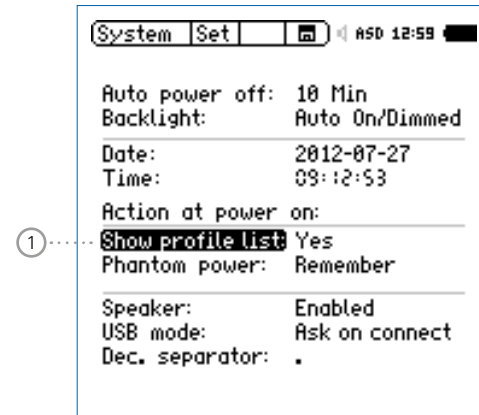 System Set ASD 12:59
Auto power off: 10 Min
Backlight: Auto On/Dimmed
Date: 2012-07-27
Time: 09:12:53
Action at power on:
1 Show profile list: Yes
Phantom power: Remember
Speaker: Enabled
USB mode: Ask on connect
Dec. separator: .